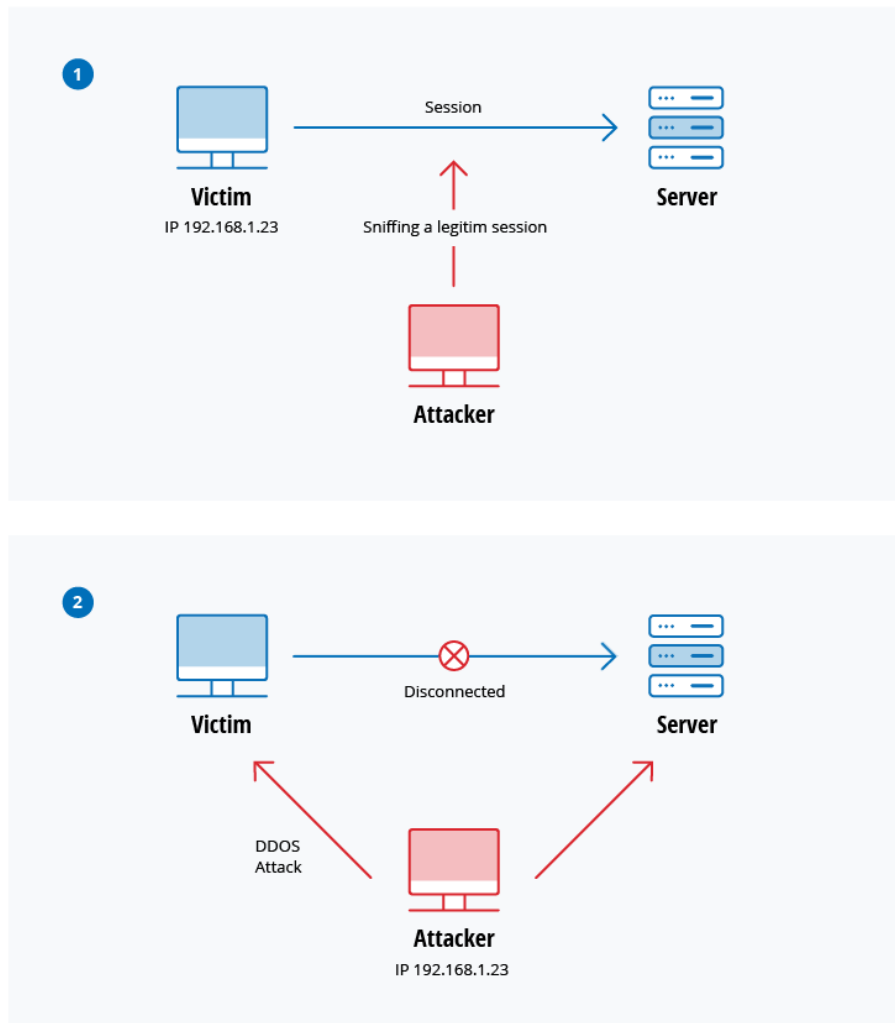 1
Session
Victim
Server
IP 192.168.1.23
Sniffing a legitim session
Attacker
2
Disconnected
Victim
Server
DDOS
Attack
Attacker
IP 192.168.1.23